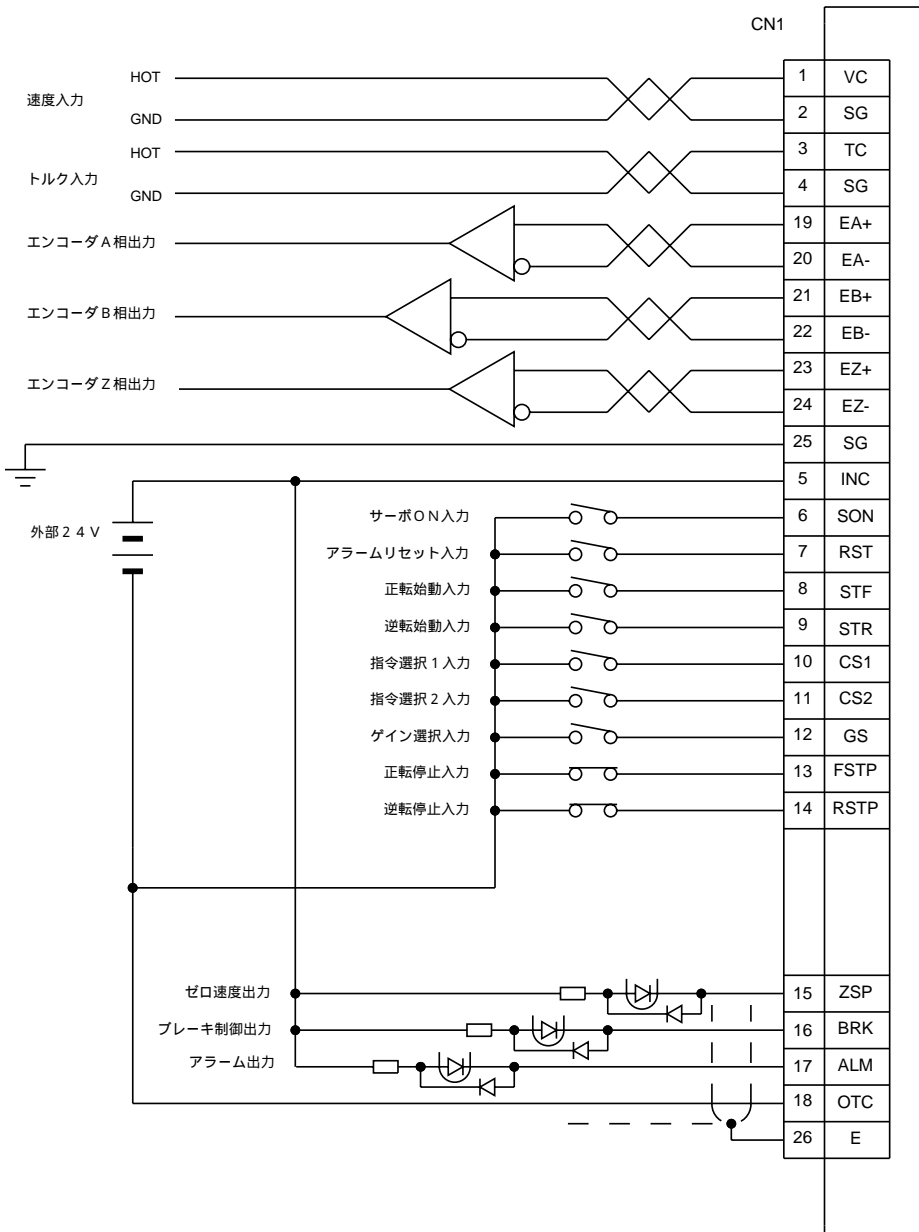 CN1
HOT 1 VC
速度入力
GND 2 SG
HOT 3 TC
トルク入力
GND 4 SG
エンコーダA相出力 19 EA+
20 EA-
エンコーダB相出力 21 EB+
22 EB-
エンコーダZ相出力 23 EZ+
24 EZ-
25 SG
5 INC
外部24V
サーボON入力 6 SON
アラームリセット入力 7 RST
正転始動入力 8 STF
逆転始動入力 9 STR
指令選択1入力 10 CS1
指令選択2入力 11 CS2
ゲイン選択入力 12 GS
正転停止入力 13 FSTP
逆転停止入力 14 RSTP
ゼロ速度出力 15 ZSP
ブレーキ制御出力 16 BRK
アラーム出力 17 ALM
18 OTC
26 E